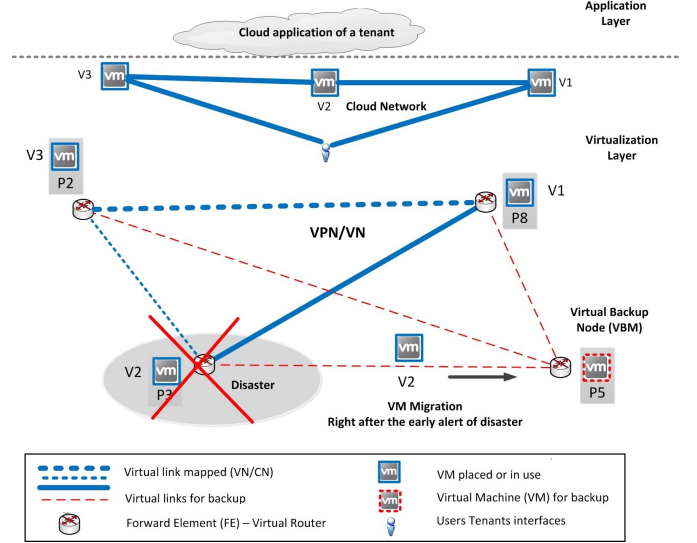 Application
Layer
Cloud application of a tenant
V3
vm
vm
vm
V1
V2
Cloud Network
Virtualization
Layer
V3
vm
P2
vm
V1
P8
VPN/VN
Virtual Backup
Node (VBM)
vm
V2
V2
vm
P3
Disaster
vm
P5
VM Migration
Right after the early alert of disaster
Virtual link mapped (VN/CN)
Virtual links for backup
Forward Element (FE) – Virtual Router
vm
VM placed or in use
vm
Virtual Machine (VM) for backup
Users Tenants interfaces